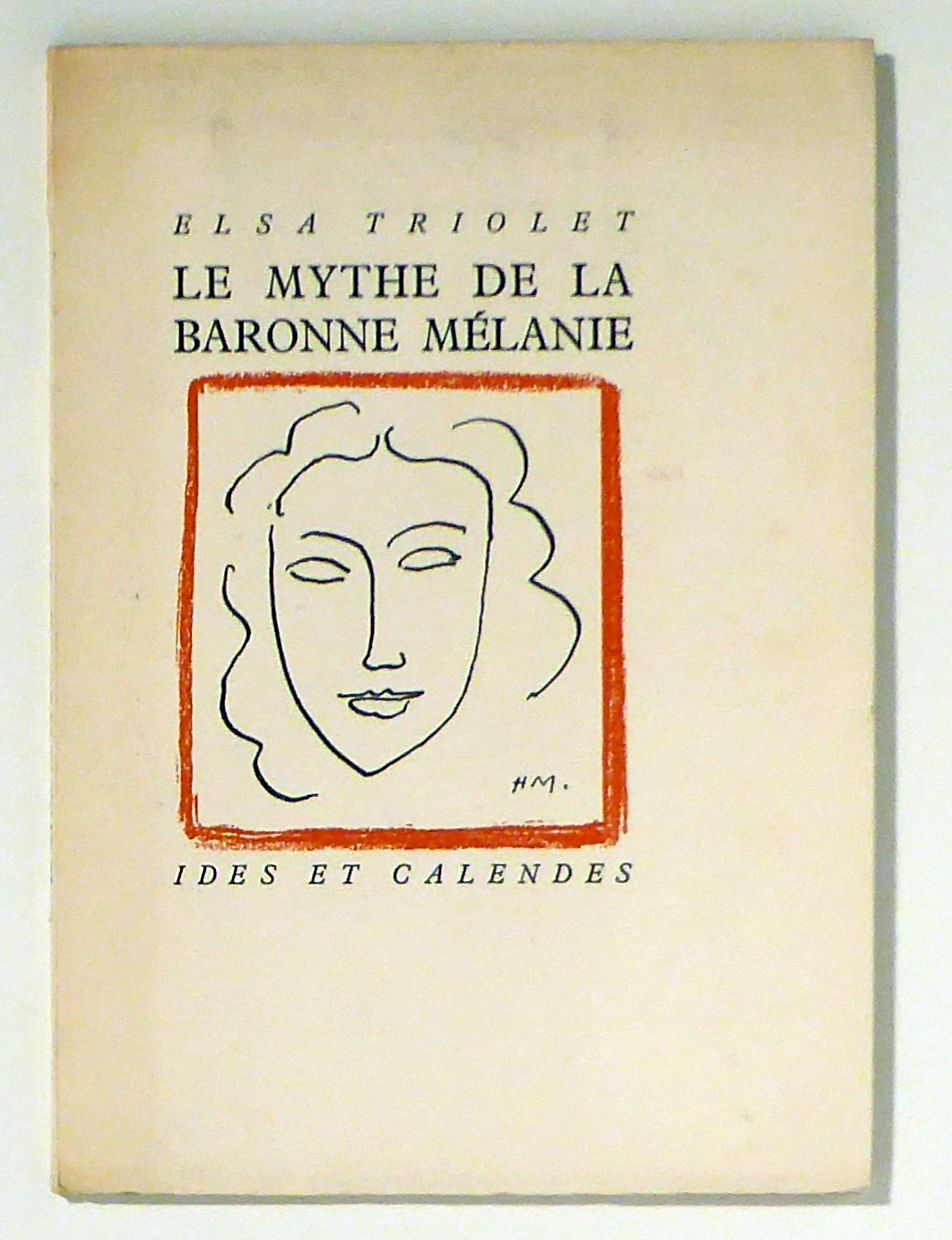 ELSA TRIOLET
LE MYTHE DE LA
BARONNE MÉLANIE
HM.
IDES ET CALENDES